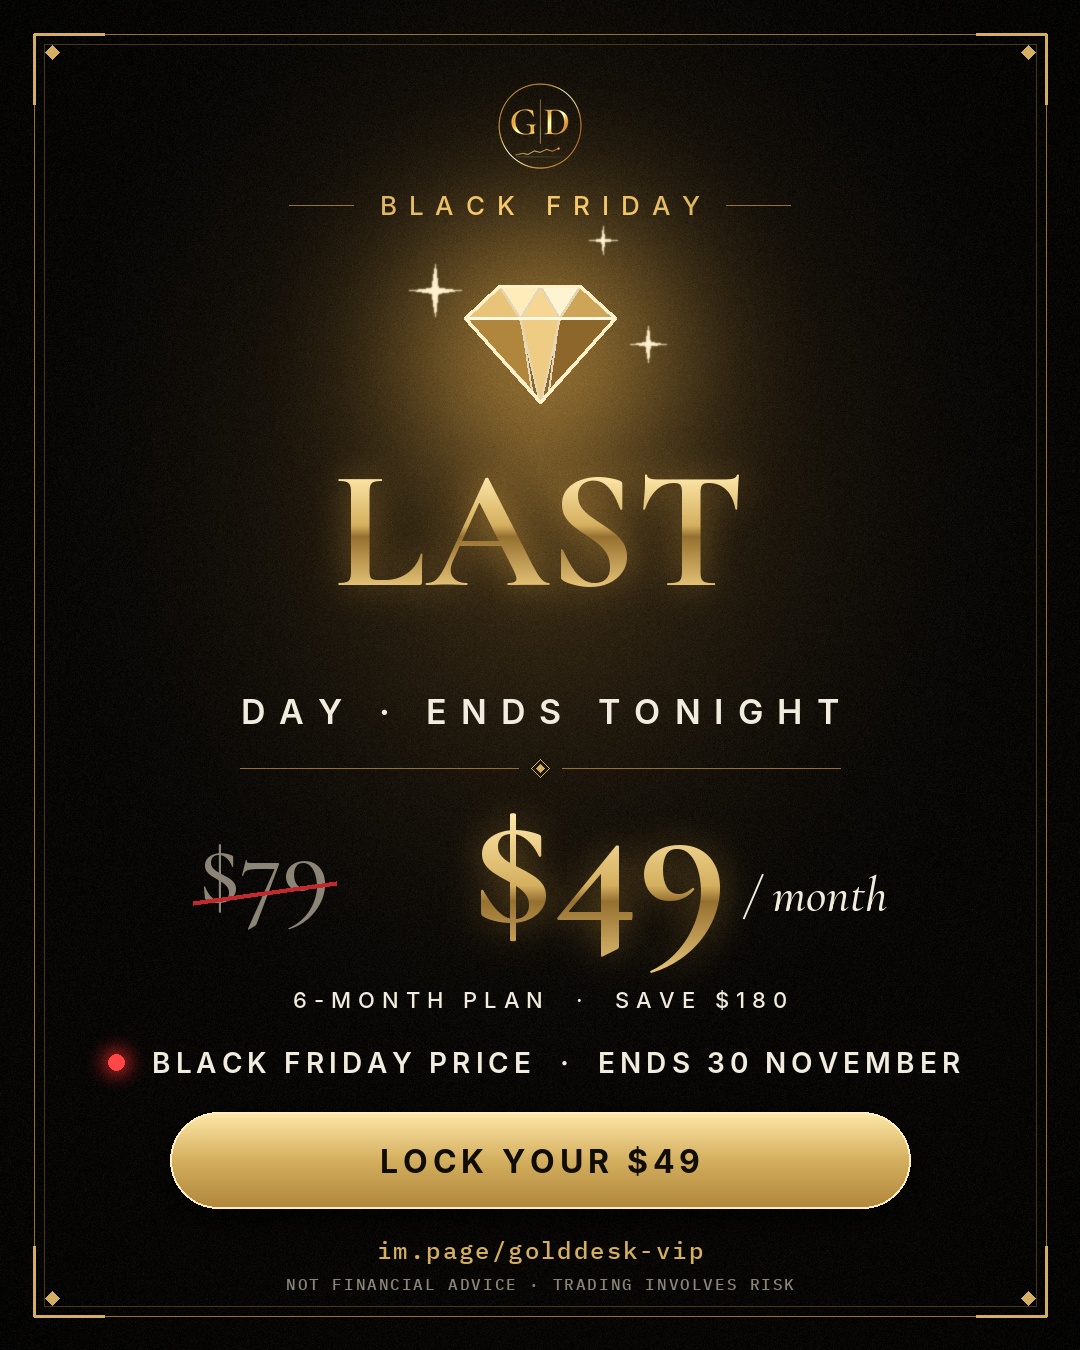 G D
BLACK FRIDAY
LAST
DAY · ENDS TONIGHT
$79 $49 / month
6-MONTH PLAN · SAVE $180
BLACK FRIDAY PRICE · ENDS 30 NOVEMBER
LOCK YOUR $49
im.page/golddesk-vip
NOT FINANCIAL ADVICE · TRADING INVOLVES RISK